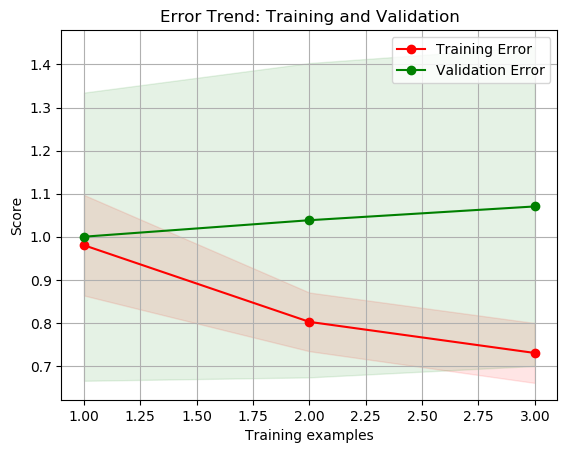 Error Trend: Training and Validation
Training Error
Validation Error
1.4
1.3
1.2
1.1
1.0
0.9
0.8
0.7
Score
1.00 1.25 1.50 1.75 2.00 2.25 2.50 2.75 3.00
Training examples